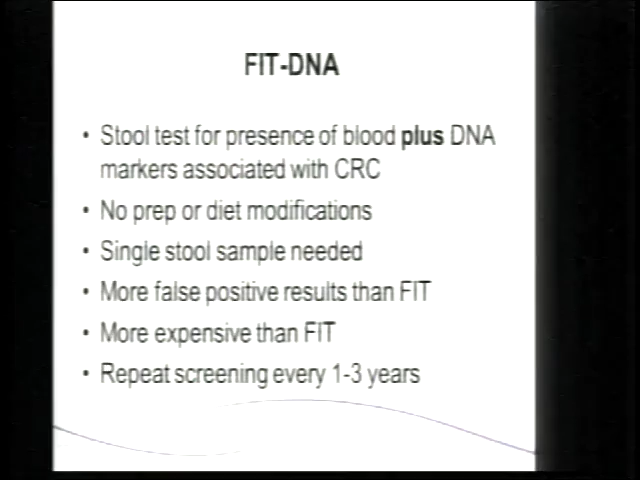 FIT-DNA
• Stool test for presence of blood plus DNA
markers associated with CRC
• No prep or diet modifications
• Single stool sample needed
• More false positive results than FIT
• More expensive than FIT
• Repeat screening every 1-3 years